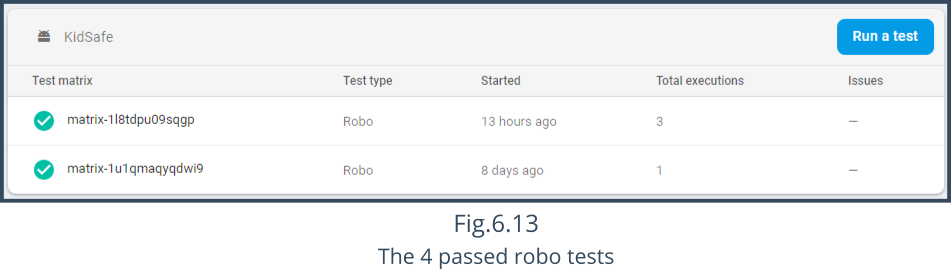 KidSafe
Run a test
Test matrix Test type Started Total executions Issues
matrix-1l8tdpu09sqgp Robo 13 hours ago 3 —
matrix-1u1qmaqyqdwi9 Robo 8 days ago 1 —
Fig.6.13
The 4 passed robo tests